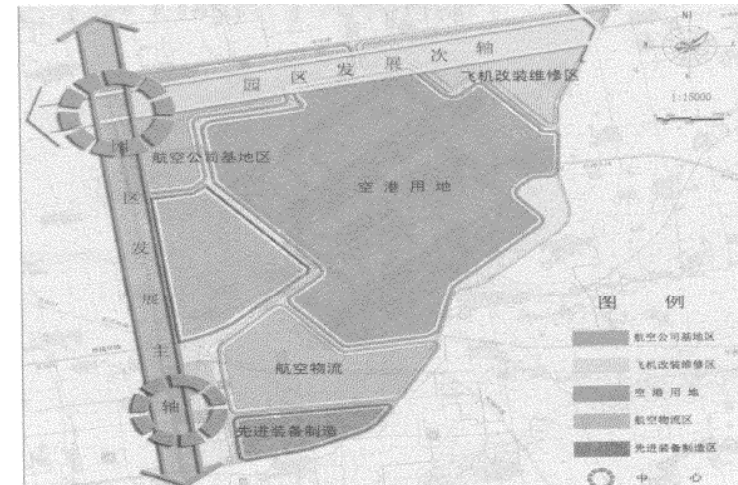 园区发展次轴
飞机改装维修区
N
1:15000
航空公司基地区
空港用地
园区发展主轴
航空物流
先进装备制造
图 例
航空公司基地区
飞机改装维修区
空港用地
航空物流区
先进装备制造区
中 心